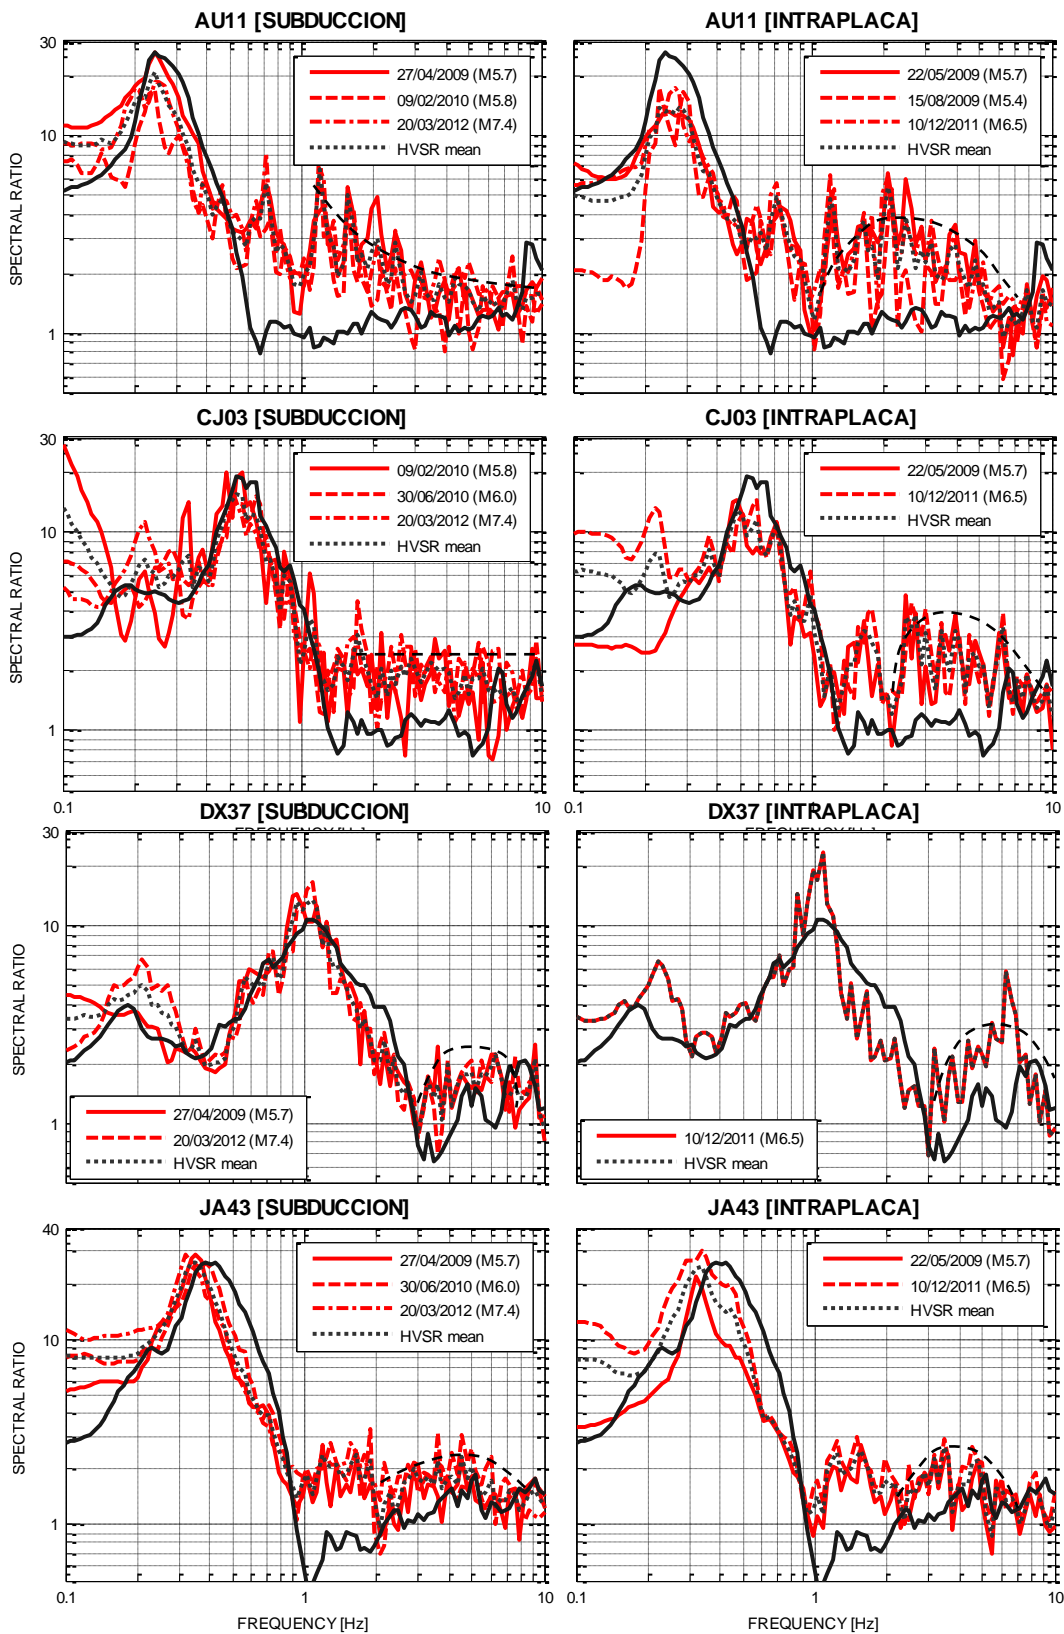 AU11 [SUBDUCCION]
AU11 [INTRAPLACA]
30
10
1
SPECTRAL RATIO
27/04/2009 (M5.7)
09/02/2010 (M5.8)
20/03/2012 (M7.4)
HVSR mean
22/05/2009 (M5.7)
15/08/2009 (M5.4)
10/12/2011 (M6.5)
HVSR mean
CJ03 [SUBDUCCION]
CJ03 [INTRAPLACA]
30
10
1
SPECTRAL RATIO
09/02/2010 (M5.8)
30/06/2010 (M6.0)
20/03/2012 (M7.4)
HVSR mean
22/05/2009 (M5.7)
10/12/2011 (M6.5)
HVSR mean
0.1
1
10
0.1
1
10
DX37 [SUBDUCCION]
DX37 [INTRAPLACA]
30
10
1
SPECTRAL RATIO
27/04/2009 (M5.7)
20/03/2012 (M7.4)
HVSR mean
10/12/2011 (M6.5)
HVSR mean
JA43 [SUBDUCCION]
JA43 [INTRAPLACA]
40
10
1
SPECTRAL RATIO
27/04/2009 (M5.7)
30/06/2010 (M6.0)
20/03/2012 (M7.4)
HVSR mean
22/05/2009 (M5.7)
10/12/2011 (M6.5)
HVSR mean
0.1
1
10
0.1
1
10
FREQUENCY [Hz]
FREQUENCY [Hz]